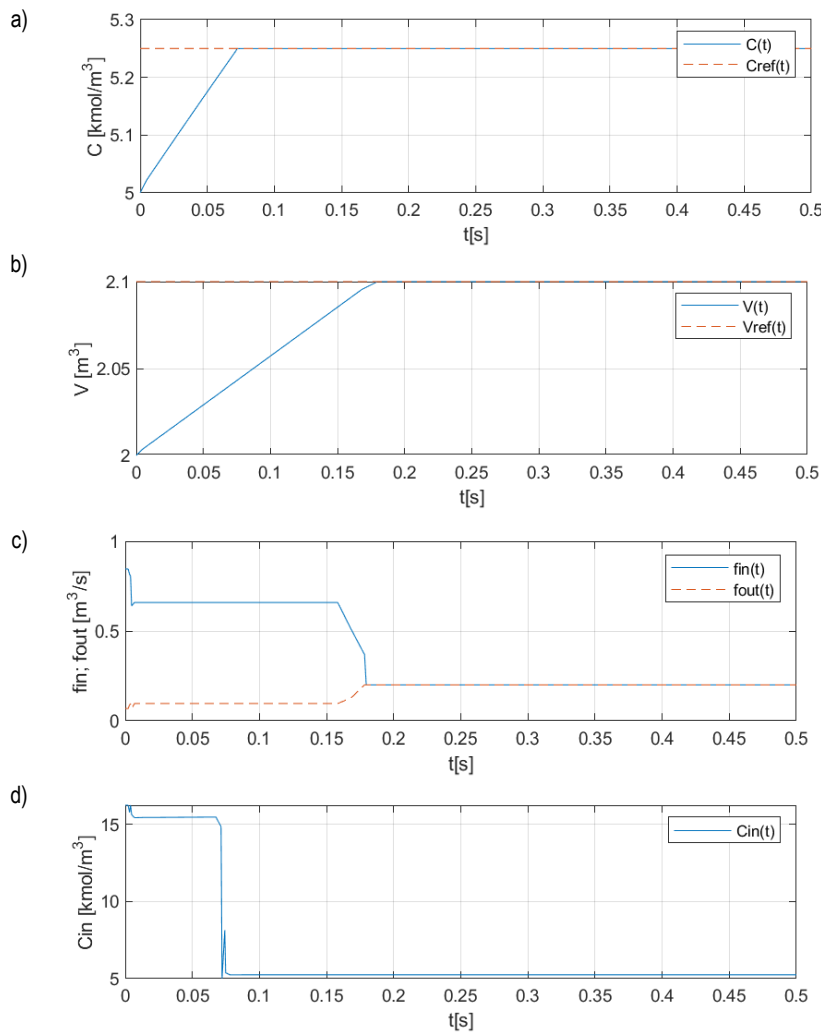 a)
5.3
5.2
5.1
5
C [kmol/m³]
C(t)
Cref(t)
0 0.05 0.1 0.15 0.2 0.25 0.3 0.35 0.4 0.45 0.5
t[s]
b)
2.1
2.05
2
V [m³]
V(t)
Vref(t)
0 0.05 0.1 0.15 0.2 0.25 0.3 0.35 0.4 0.45 0.5
t[s]
c)
1
0.5
0
fin; fout [m³/s]
fin(t)
fout(t)
0 0.05 0.1 0.15 0.2 0.25 0.3 0.35 0.4 0.45 0.5
t[s]
d)
15
10
5
Cin [kmol/m³]
Cin(t)
0 0.05 0.1 0.15 0.2 0.25 0.3 0.35 0.4 0.45 0.5
t[s]